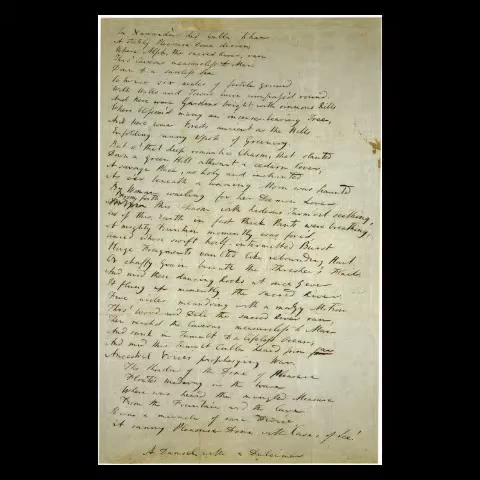 In Xannadù did Cubla Khan
A stately Pleasure Dome decree;
Where Alph, the sacred River, ran
Thro' Caverns measureless to Man
Down to a sunless Sea.
So twice six miles of fertile ground
With Walls and Towers were compass'd round:
And here were Gardens bright with sinuous Rills
Where blossom'd many an incense-bearing Tree,
And here were Forests ancient as the Hills
Enfolding sunny Spots of Greenery.
But o! that deep romantic Chasm, that slanted
Down a green Hill athwart a cedarn Cover,
A savage Place, as holy and inchanted
As e'er beneath a waning Moon was haunted
By Woman wailing for her Daemon Lover:
From forth this Chasm with hideous Turmoil seething,
As if this Earth in fast thick Pants were breathing,
A mighty Fountain momently was forc'd,
Amid whose swift half-intermitted Burst
Huge Fragments vaulted like rebounding Hail,
Or chaffy Grain beneath the Thresher's Flail.
And mid these dancing Rocks at once & ever
It flung up momently the sacred River.
Five miles meandering with a mazy Motion
Thro' Wood and Dale the sacred River ran,
Then reach'd the Caverns measureless to Man
And sank in Tumult to a lifeless Ocean;
And mid this Tumult Cubla heard from far
Ancestral Voices prophesying War.
The Shadow of the Dome of Pleasure
Floated midway on the Wave
Where was heard the mingled Measure
From the Fountain and the Cave.
It was a miracle of rare Device,
A sunny Pleasure-Dome with Caves of Ice!
A Damsel with a Dulcimer